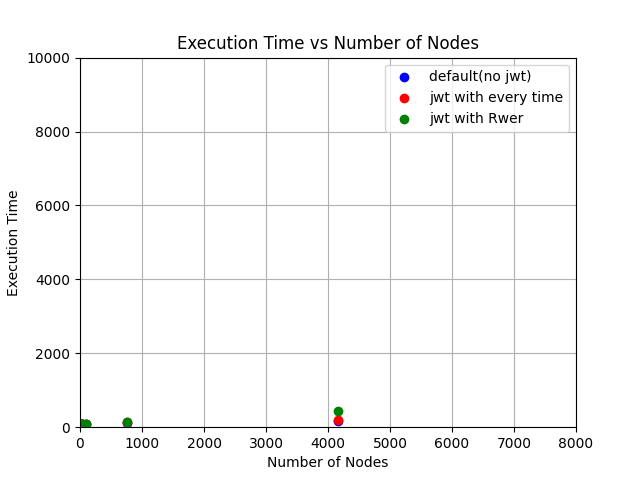 Execution Time vs Number of Nodes
default(no jwt)
jwt with every time
jwt with Rwer
Execution Time
10000
8000
6000
4000
2000
0
0 1000 2000 3000 4000 5000 6000 7000 8000
Number of Nodes